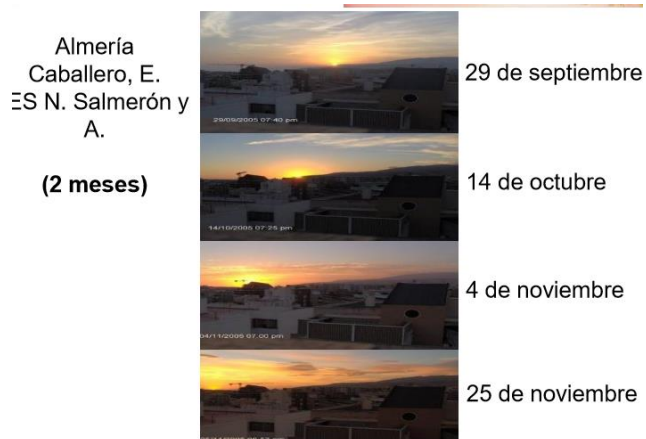 Almería
Caballero, E.
ES N. Salmerón y
A.
(2 meses)
29/09/2005 07:40 pm
29 de septiembre
14/10/2005 07:25 pm
14 de octubre
04/11/2005 07:00 pm
4 de noviembre
25 de noviembre